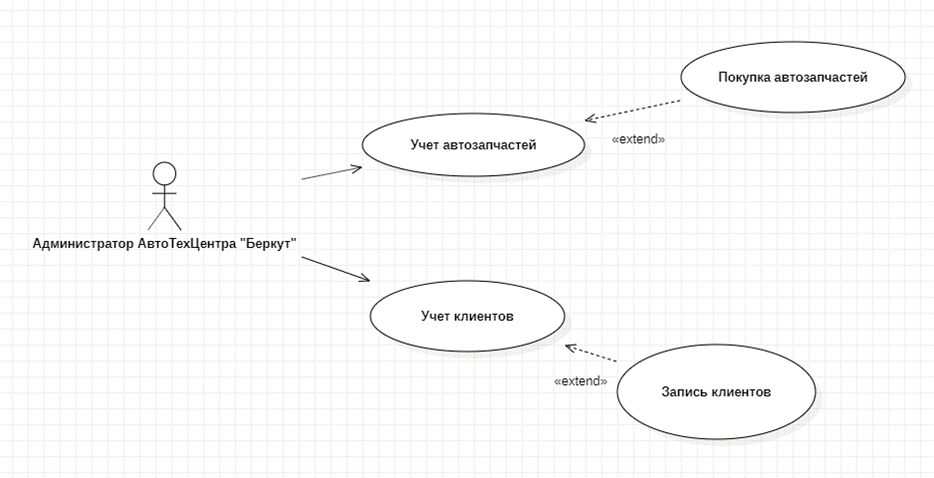 Покупка автозапчастей
«extend»
Учет автозапчастей
Администратор АвтоТехЦентра "Беркут"
Учет клиентов
«extend»
Запись клиентов